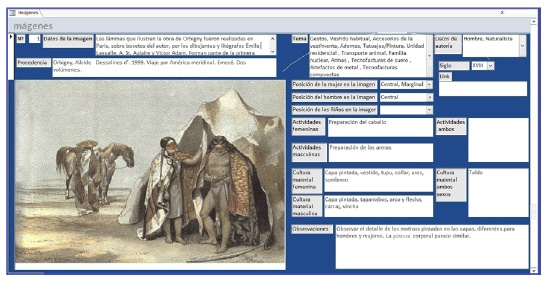 mágenes
mágenes
Nº 1 Datos de la imagen
Las láminas que ilustran la obra de Orbigny fueron realizadas en
París, sobre bocetos del autor, por los dibujantes y litógrafos Emille
Lassalle, A. St. Aulaire y Victor Adam. Forman parte de la primera
Procedencia
Orbigny, Alcide Dessalines d'. 1999. Viaje por América meridional. Emecé. Dos
volúmenes.
Tema
Gestos, Vestido habitual, Accesorios de la
vestimenta, Adornos, Tatuajes/Pintura, Unidad
residencial, Transporte animal, Familia
nuclear, Armas, Tecnofacturas de cuero,
Artefactos de metal, Tecnofacturas
compuestas
Datos de
autoría
Hombre, Naturalista
Siglo XVIII
Link
Posición de la mujer en la imagen Central, Marginal
Posición del hombre en la imagen Central
Posición de los Niños en la imagen
Actividades
femeninas
Preparación del caballo
Actividades
ambos
Actividades
masculinas
Preparación de las armas
Cultura
material
femenina
Capa pintada, vestido, tupu, collar, aros,
sombrero
Cultura
material
ambos
sexos
Toldo
Cultura
material
masculina
Capa pintada, taparrabos, arco y flecha,
carcaj, vincha
Observaciones
Observar el detalle de los motivos pintados en las capas, diferentes para
hombres y mujeres. La pintura corporal parece similar.